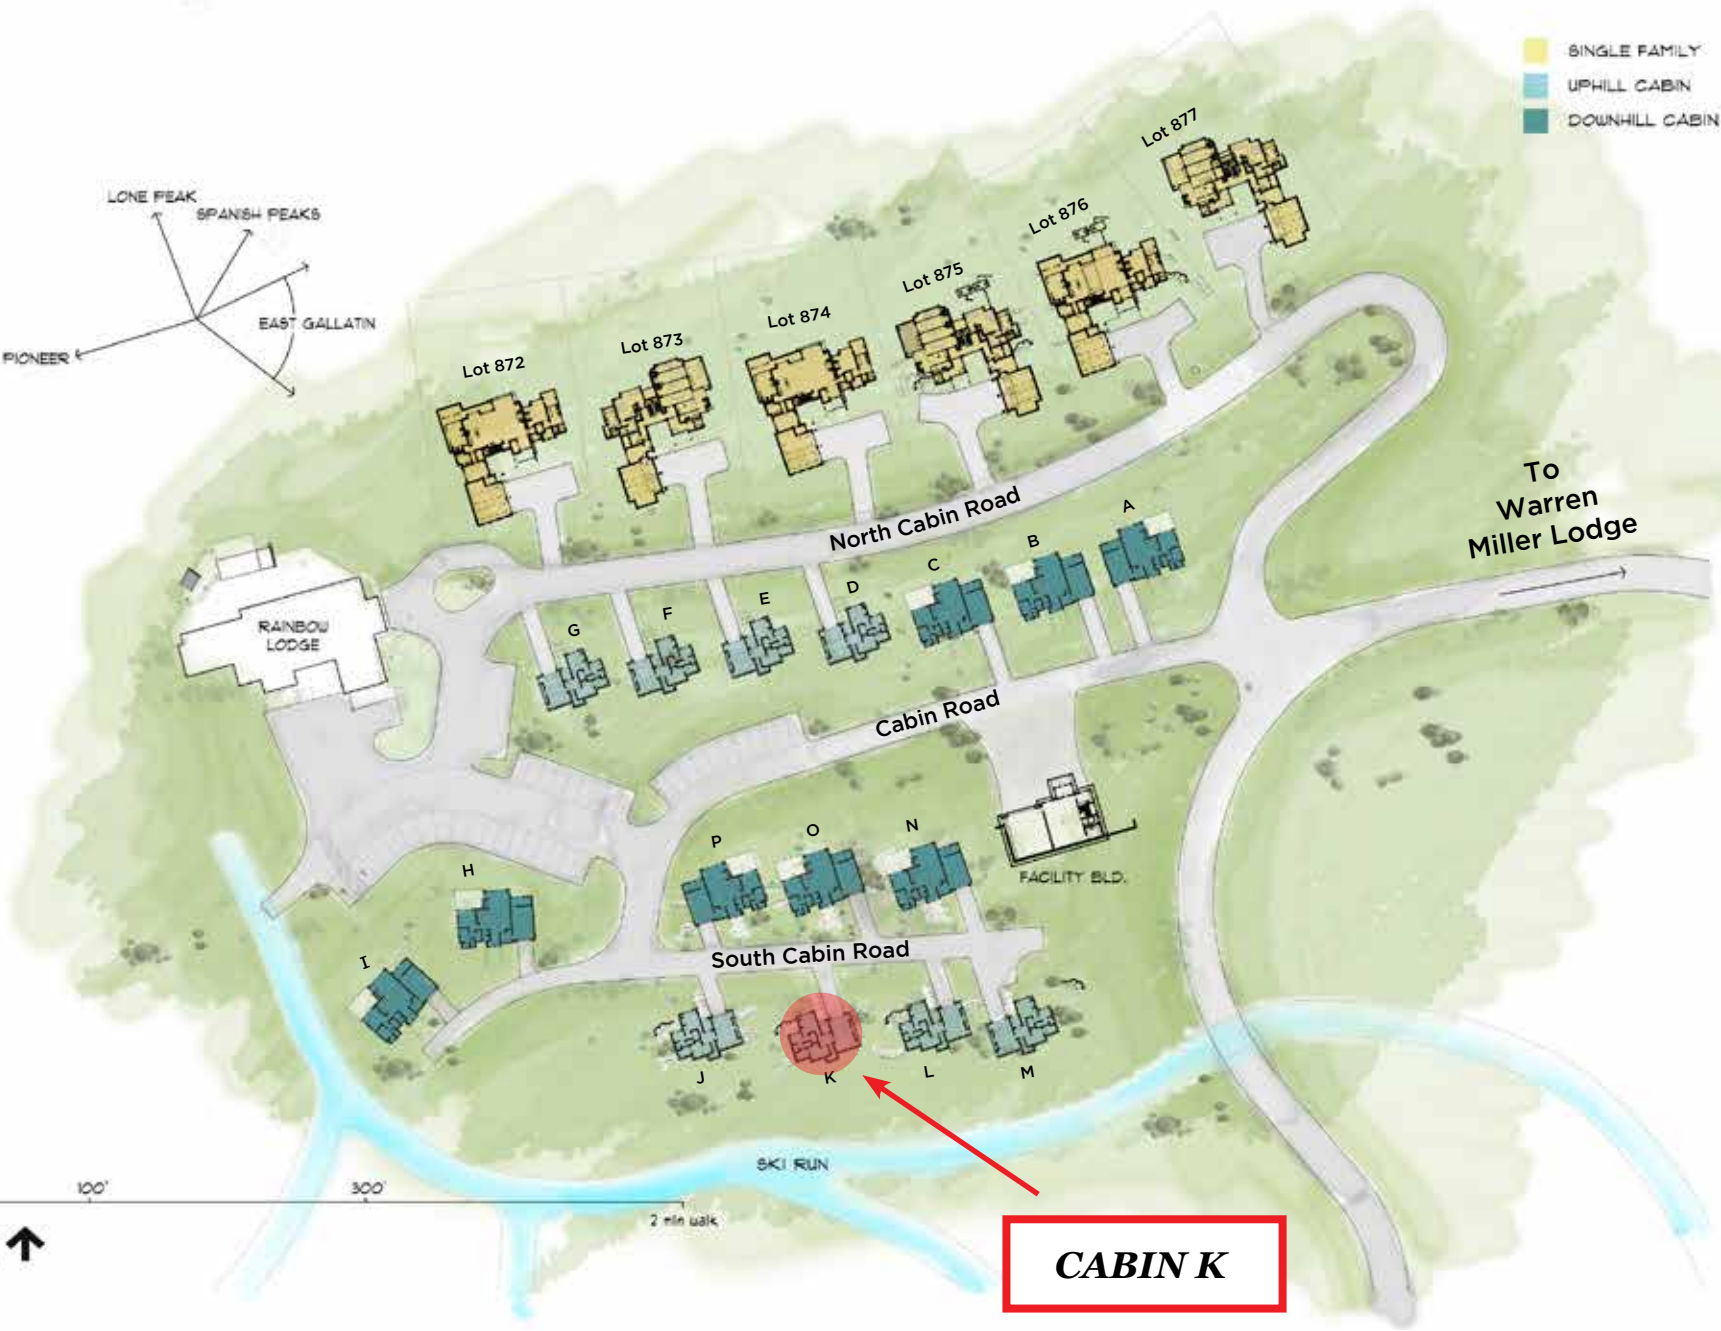 SINGLE FAMILY
UPHILL CABIN
DOWNHILL CABIN
LONE PEAK
SPANISH PEAKS
EAST GALLATIN
PIONEER
Lot 877
Lot 876
Lot 875
Lot 874
Lot 873
Lot 872
North Cabin Road
To
Warren
Miller Lodge
A
B
C
D
E
F
G
RAINBOW
LODGE
Cabin Road
P
O
N
H
I
FACILITY BLD.
South Cabin Road
J
K
L
M
SKI RUN
100'
300'
2 min walk
CABIN K